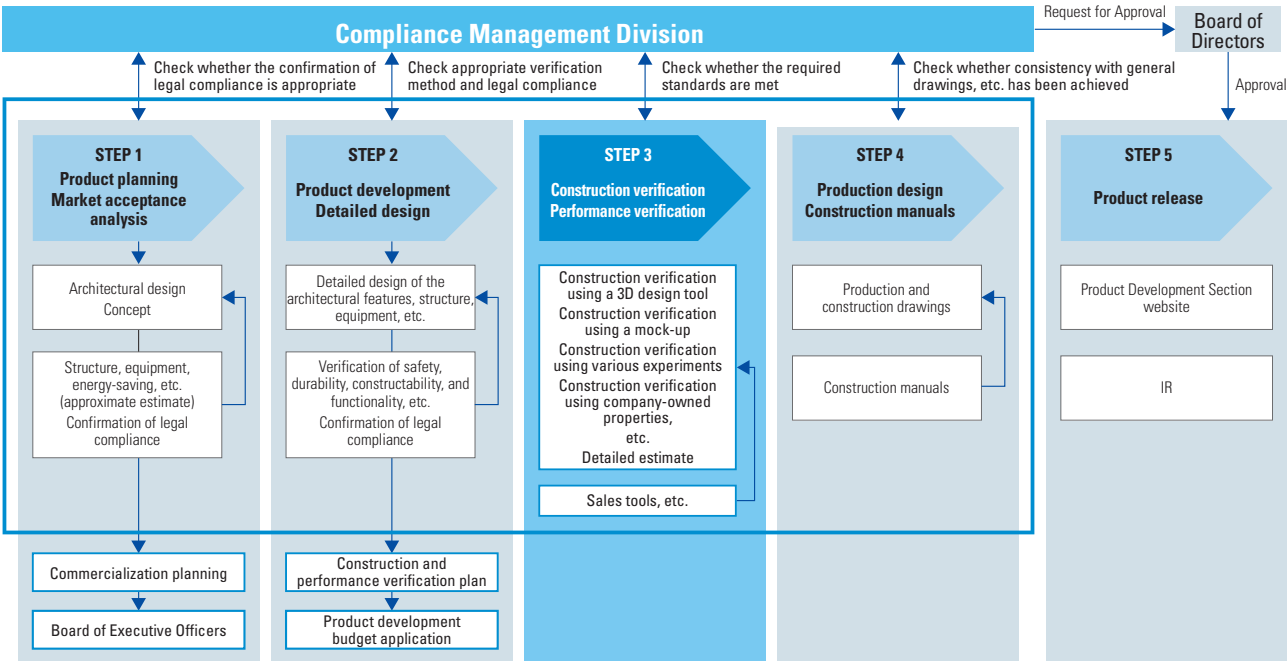 Compliance Management Division
Request for Approval
Board of
Directors
Approval
Check whether the confirmation of
legal compliance is appropriate
Check appropriate verification
method and legal compliance
Check whether the required
standards are met
Check whether consistency with general
drawings, etc. has been achieved
STEP 1
Product planning
Market acceptance
analysis
Architectural design
Concept
Structure, equipment,
energy-saving, etc.
(approximate estimate)
Confirmation of legal
compliance
Commercialization planning
Board of Executive Officers
STEP 2
Product development
Detailed design
Detailed design of the
architectural features, structure,
equipment, etc.
Verification of safety,
durability, constructability, and
functionality, etc.
Confirmation of legal
compliance
Construction and
performance verification plan
Product development
budget application
STEP 3
Construction verification
Performance verification
Construction verification
using a 3D design tool
Construction verification
using a mock-up
Construction verification
using various experiments
Construction verification
using company-owned
properties,
etc.
Detailed estimate
Sales tools, etc.
STEP 4
Production design
Construction manuals
Production and
construction drawings
Construction manuals
STEP 5
Product release
Product Development Section
website
IR